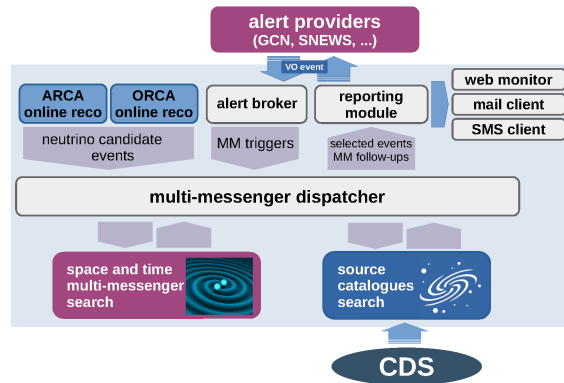 alert providers
(GCN, SNEWS, ...)
VO event
ARCA
online reco
ORCA
online reco
alert broker
reporting
module
web monitor
mail client
SMS client
neutrino candidate
events
MM triggers
selected events
MM follow-ups
multi-messenger dispatcher
space and time
multi-messenger
search
source
catalogues
search
CDS